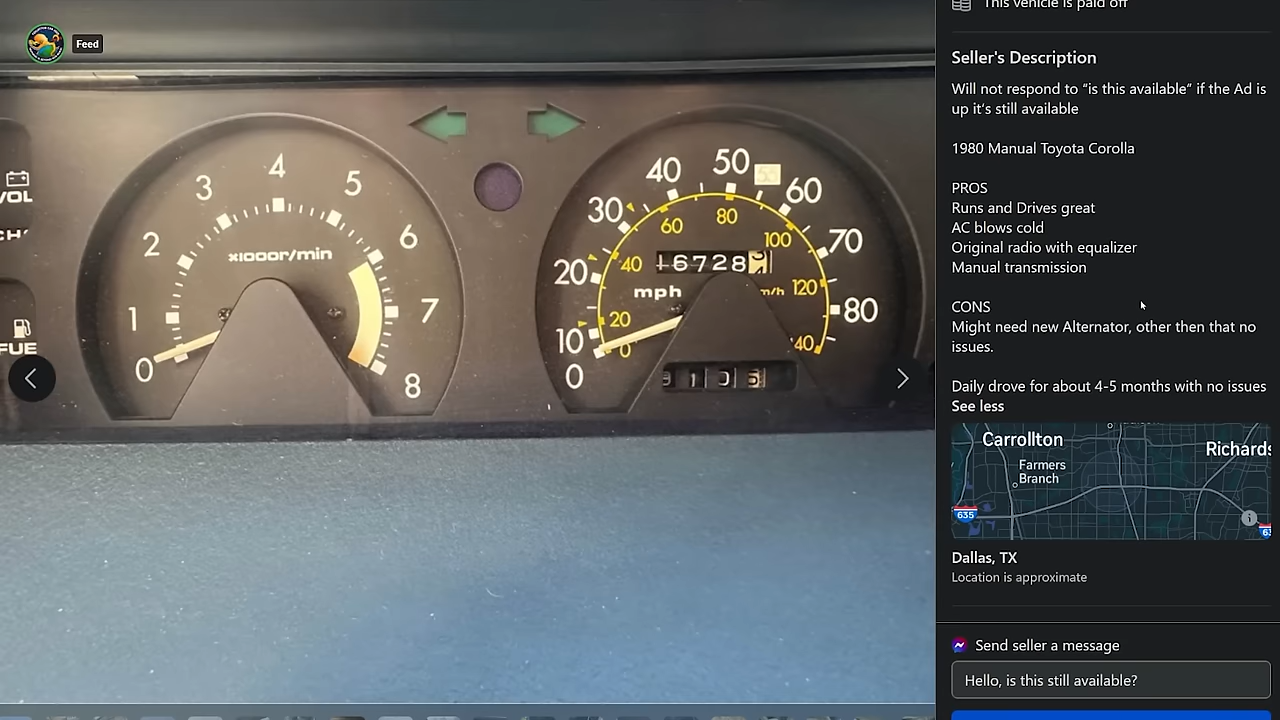 Feed
This vehicle is paid off
Seller's Description
Will not respond to “is this available” if the Ad is
up it’s still available
1980 Manual Toyota Corolla
PROS
Runs and Drives great
AC blows cold
Original radio with equalizer
Manual transmission
CONS
Might need new Alternator, other then that no
issues.
Daily drove for about 4-5 months with no issues
See less
Carrollton
Farmers
Branch
Richards
635
63
Dallas, TX
Location is approximate
Send seller a message
Hello, is this still available?
VOL
FUE
0 1 2 3 4 5 6 7 8
x1000r/min
0 10 20 30 40 50 55 60 70 80
0 20 40 60 80 100 120 40
mph
m/h
6728